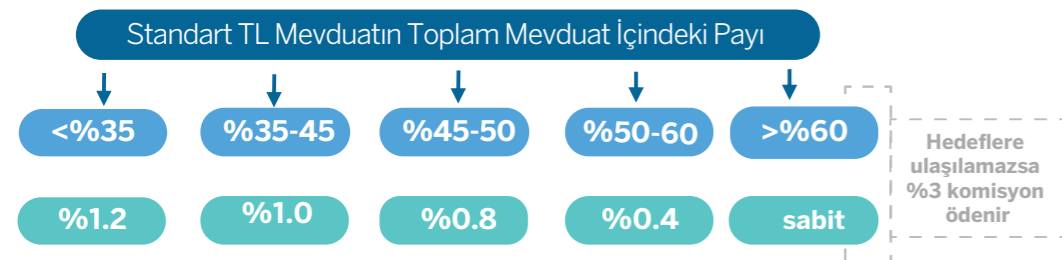 Standart TL Mevduatın Toplam Mevduat İçindeki Payı
<%35
%35-45
%45-50
%50-60
>%60
%1.2
%1.0
%0.8
%0.4
sabit
Hedeflere
ulaşılamazsa
%3 komisyon
ödenir